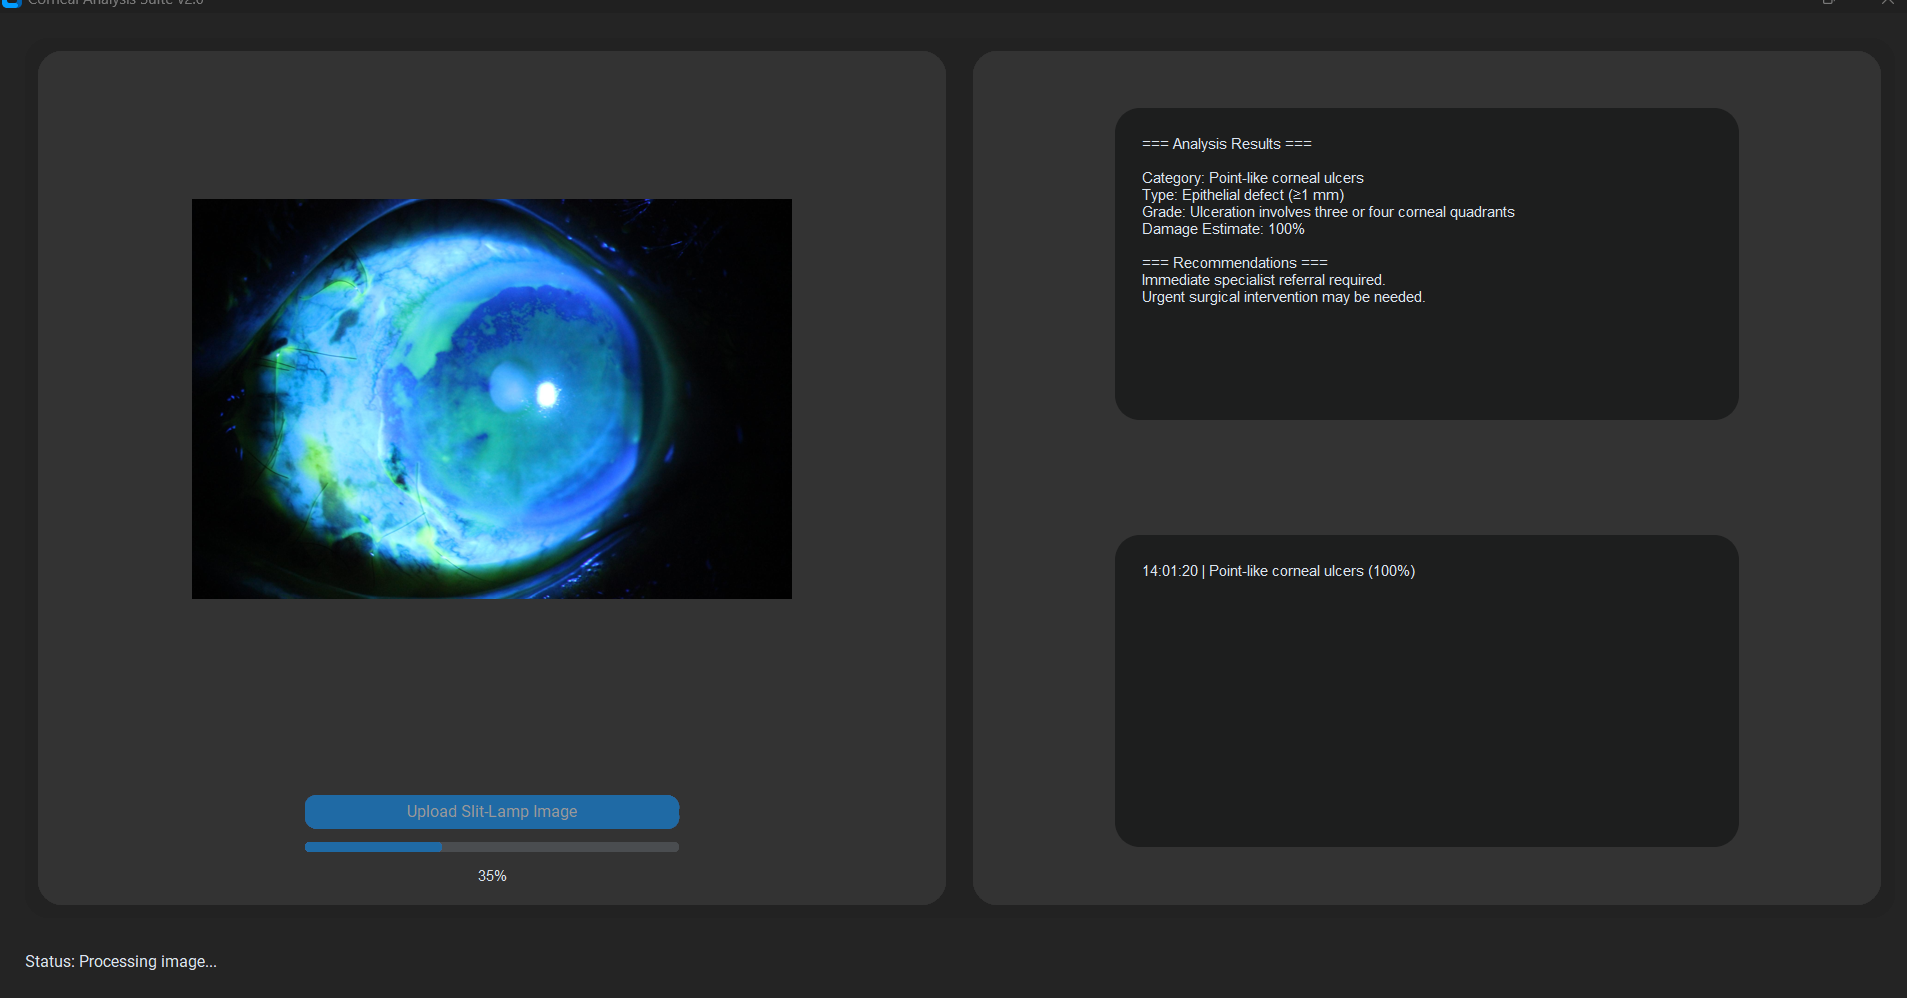 Corneal Analysis Suite v2.0
=== Analysis Results ===
Category: Point-like corneal ulcers
Type: Epithelial defect (≥1 mm)
Grade: Ulceration involves three or four corneal quadrants
Damage Estimate: 100%
=== Recommendations ===
Immediate specialist referral required.
Urgent surgical intervention may be needed.
14:01:20 | Point-like corneal ulcers (100%)
Upload Slit-Lamp Image
35%
Status: Processing image...